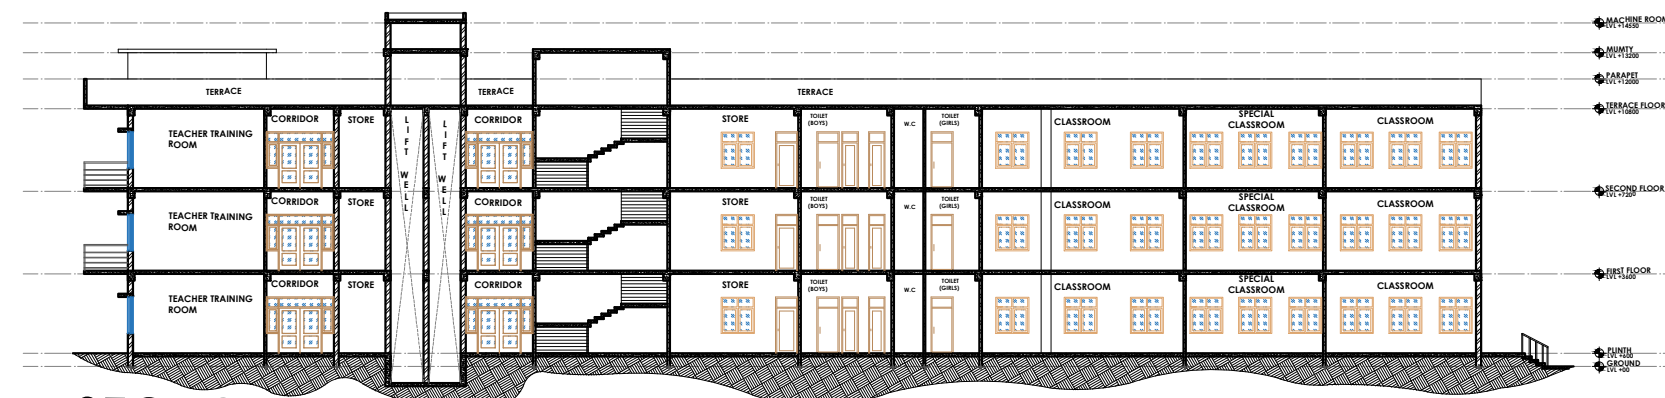 MACHINE ROOM
LVL +14550
MUMTY
LVL +13200
PARAPET
LVL +12000
TERRACE
TERRACE
TERRACE
TERRACE FLOOR
LVL +10800
TEACHER TRAINING
ROOM
CORRIDOR
STORE
LIFT WELL
LIFT WELL
CORRIDOR
STORE
TOILET
(BOYS)
W.C
TOILET
(GIRLS)
CLASSROOM
SPECIAL
CLASSROOM
CLASSROOM
SECOND FLOOR
LVL +7200
TEACHER TRAINING
ROOM
CORRIDOR
STORE
CORRIDOR
STORE
TOILET
(BOYS)
W.C
TOILET
(GIRLS)
CLASSROOM
SPECIAL
CLASSROOM
CLASSROOM
FIRST FLOOR
LVL +3600
TEACHER TRAINING
ROOM
CORRIDOR
STORE
CORRIDOR
STORE
TOILET
(BOYS)
W.C
TOILET
(GIRLS)
CLASSROOM
SPECIAL
CLASSROOM
CLASSROOM
PLINTH
LVL +600
GROUND
LVL +00